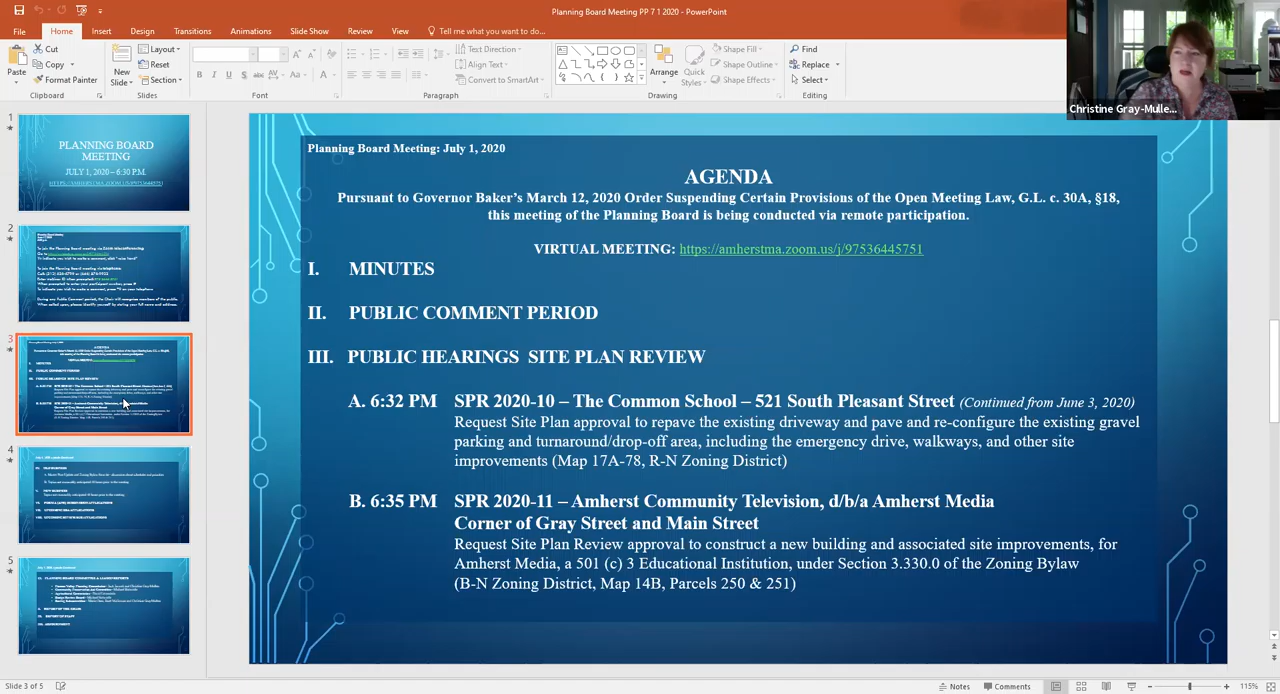 Planning Board Meeting PP 7 1 2020 - PowerPoint
File Home Insert Design Transitions Animations Slide Show Review View Tell me what you want to do...
Cut
Copy
Format Painter
Paste
Clipboard
New Slide
Layout
Reset
Section
Slides
Font
Text Direction
Align Text
Convert to SmartArt
Paragraph
Arrange
Quick Styles
Shape Fill
Shape Outline
Shape Effects
Drawing
Find
Replace
Select
Editing
Christine Gray-Mulle...
1
PLANNING BOARD
MEETING
JULY 1, 2020 – 6:30 P.M.
2
3
4
5
Planning Board Meeting: July 1, 2020
AGENDA
Pursuant to Governor Baker's March 12, 2020 Order Suspending Certain Provisions of the Open Meeting Law, G.L. c. 30A, §18,
this meeting of the Planning Board is being conducted via remote participation.
VIRTUAL MEETING: https://amherstma.zoom.us/j/97536445751
I. MINUTES
II. PUBLIC COMMENT PERIOD
III. PUBLIC HEARINGS SITE PLAN REVIEW
A. 6:32 PM SPR 2020-10 – The Common School – 521 South Pleasant Street (Continued from June 3, 2020)
Request Site Plan approval to repave the existing driveway and pave and re-configure the existing gravel
parking and turnaround/drop-off area, including the emergency drive, walkways, and other site
improvements (Map 17A-78, R-N Zoning District)
B. 6:35 PM SPR 2020-11 – Amherst Community Television, d/b/a Amherst Media
Corner of Gray Street and Main Street
Request Site Plan Review approval to construct a new building and associated site improvements, for
Amherst Media, a 501 (c) 3 Educational Institution, under Section 3.330.0 of the Zoning Bylaw
(B-N Zoning District, Map 14B, Parcels 250 & 251)
Slide 3 of 5
Notes
Comments
115%